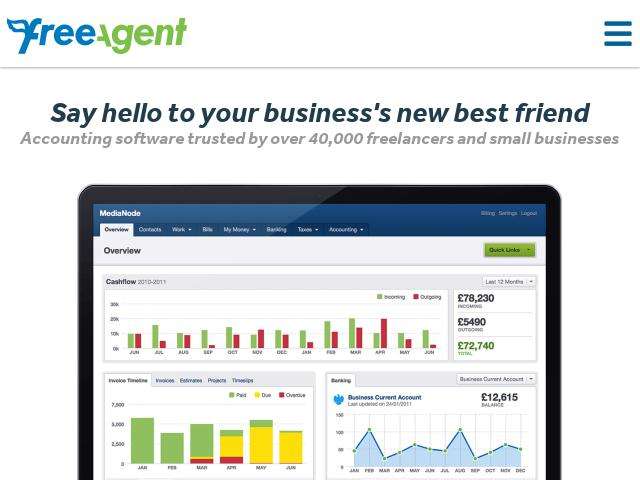 freeAgent
Say hello to your business's new best friend
Accounting software trusted by over 40,000 freelancers and small businesses
MediaNode
Billing Settings Logout
Overview Contacts Work Bills My Money Banking Taxes Accounting
Overview
Quick Links
Cashflow 2010-2011
Last 12 Months
Incoming Outgoing
30k
20k
10k
0k
JUN JUL AUG SEP OCT NOV DEC JAN FEB MAR APR MAY JUN
£78,230
INCOMING
£5490
OUTGOING
£72,740
TOTAL
Invoice Timeline Invoices Estimates Projects Timeslips
Paid Due Overdue
7,500
5,000
2,500
0
JAN FEB MAR APR MAY JUN
Banking
Business Current Account
Business Current Account
Last updated on 24/01/2011
£12,615
BALANCE
150
100
50
0
JAN FEB MAR APR MAY JUN JUL AUG SEP OCT NOV DEC